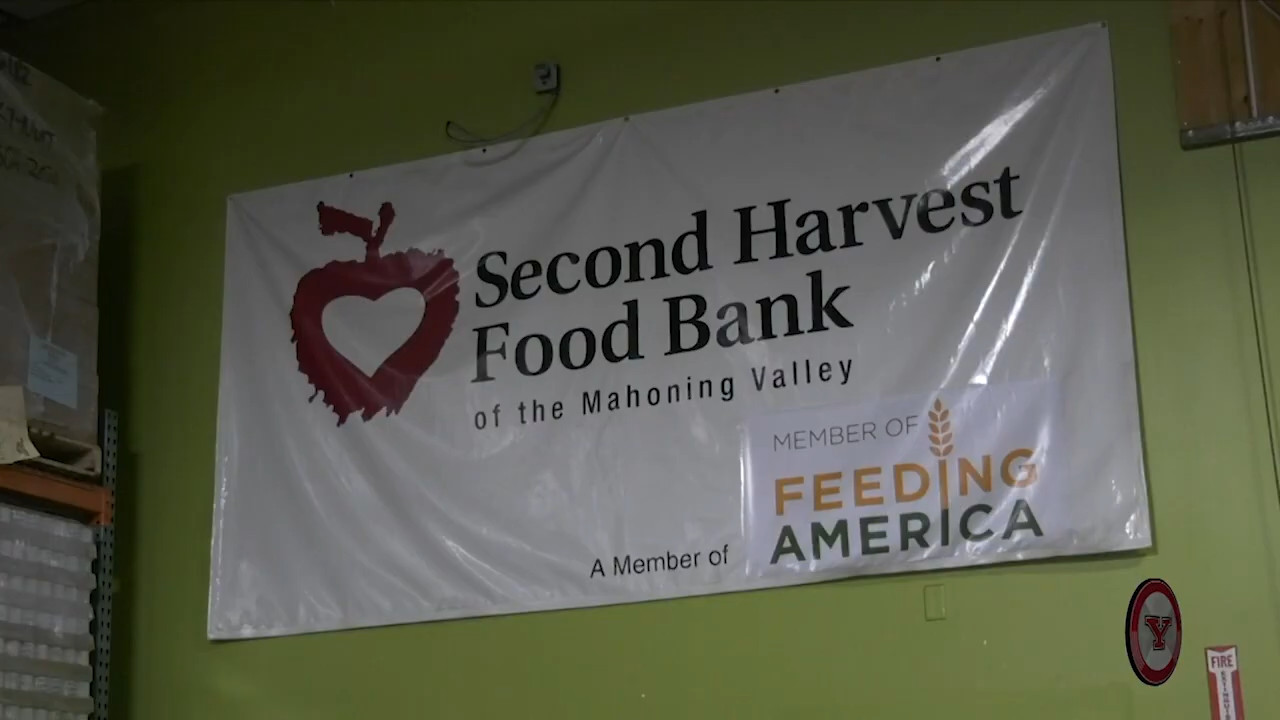 Second Harvest
Food Bank
of the Mahoning Valley
MEMBER OF
FEEDING
AMERICA
A Member of
Y
FIRE